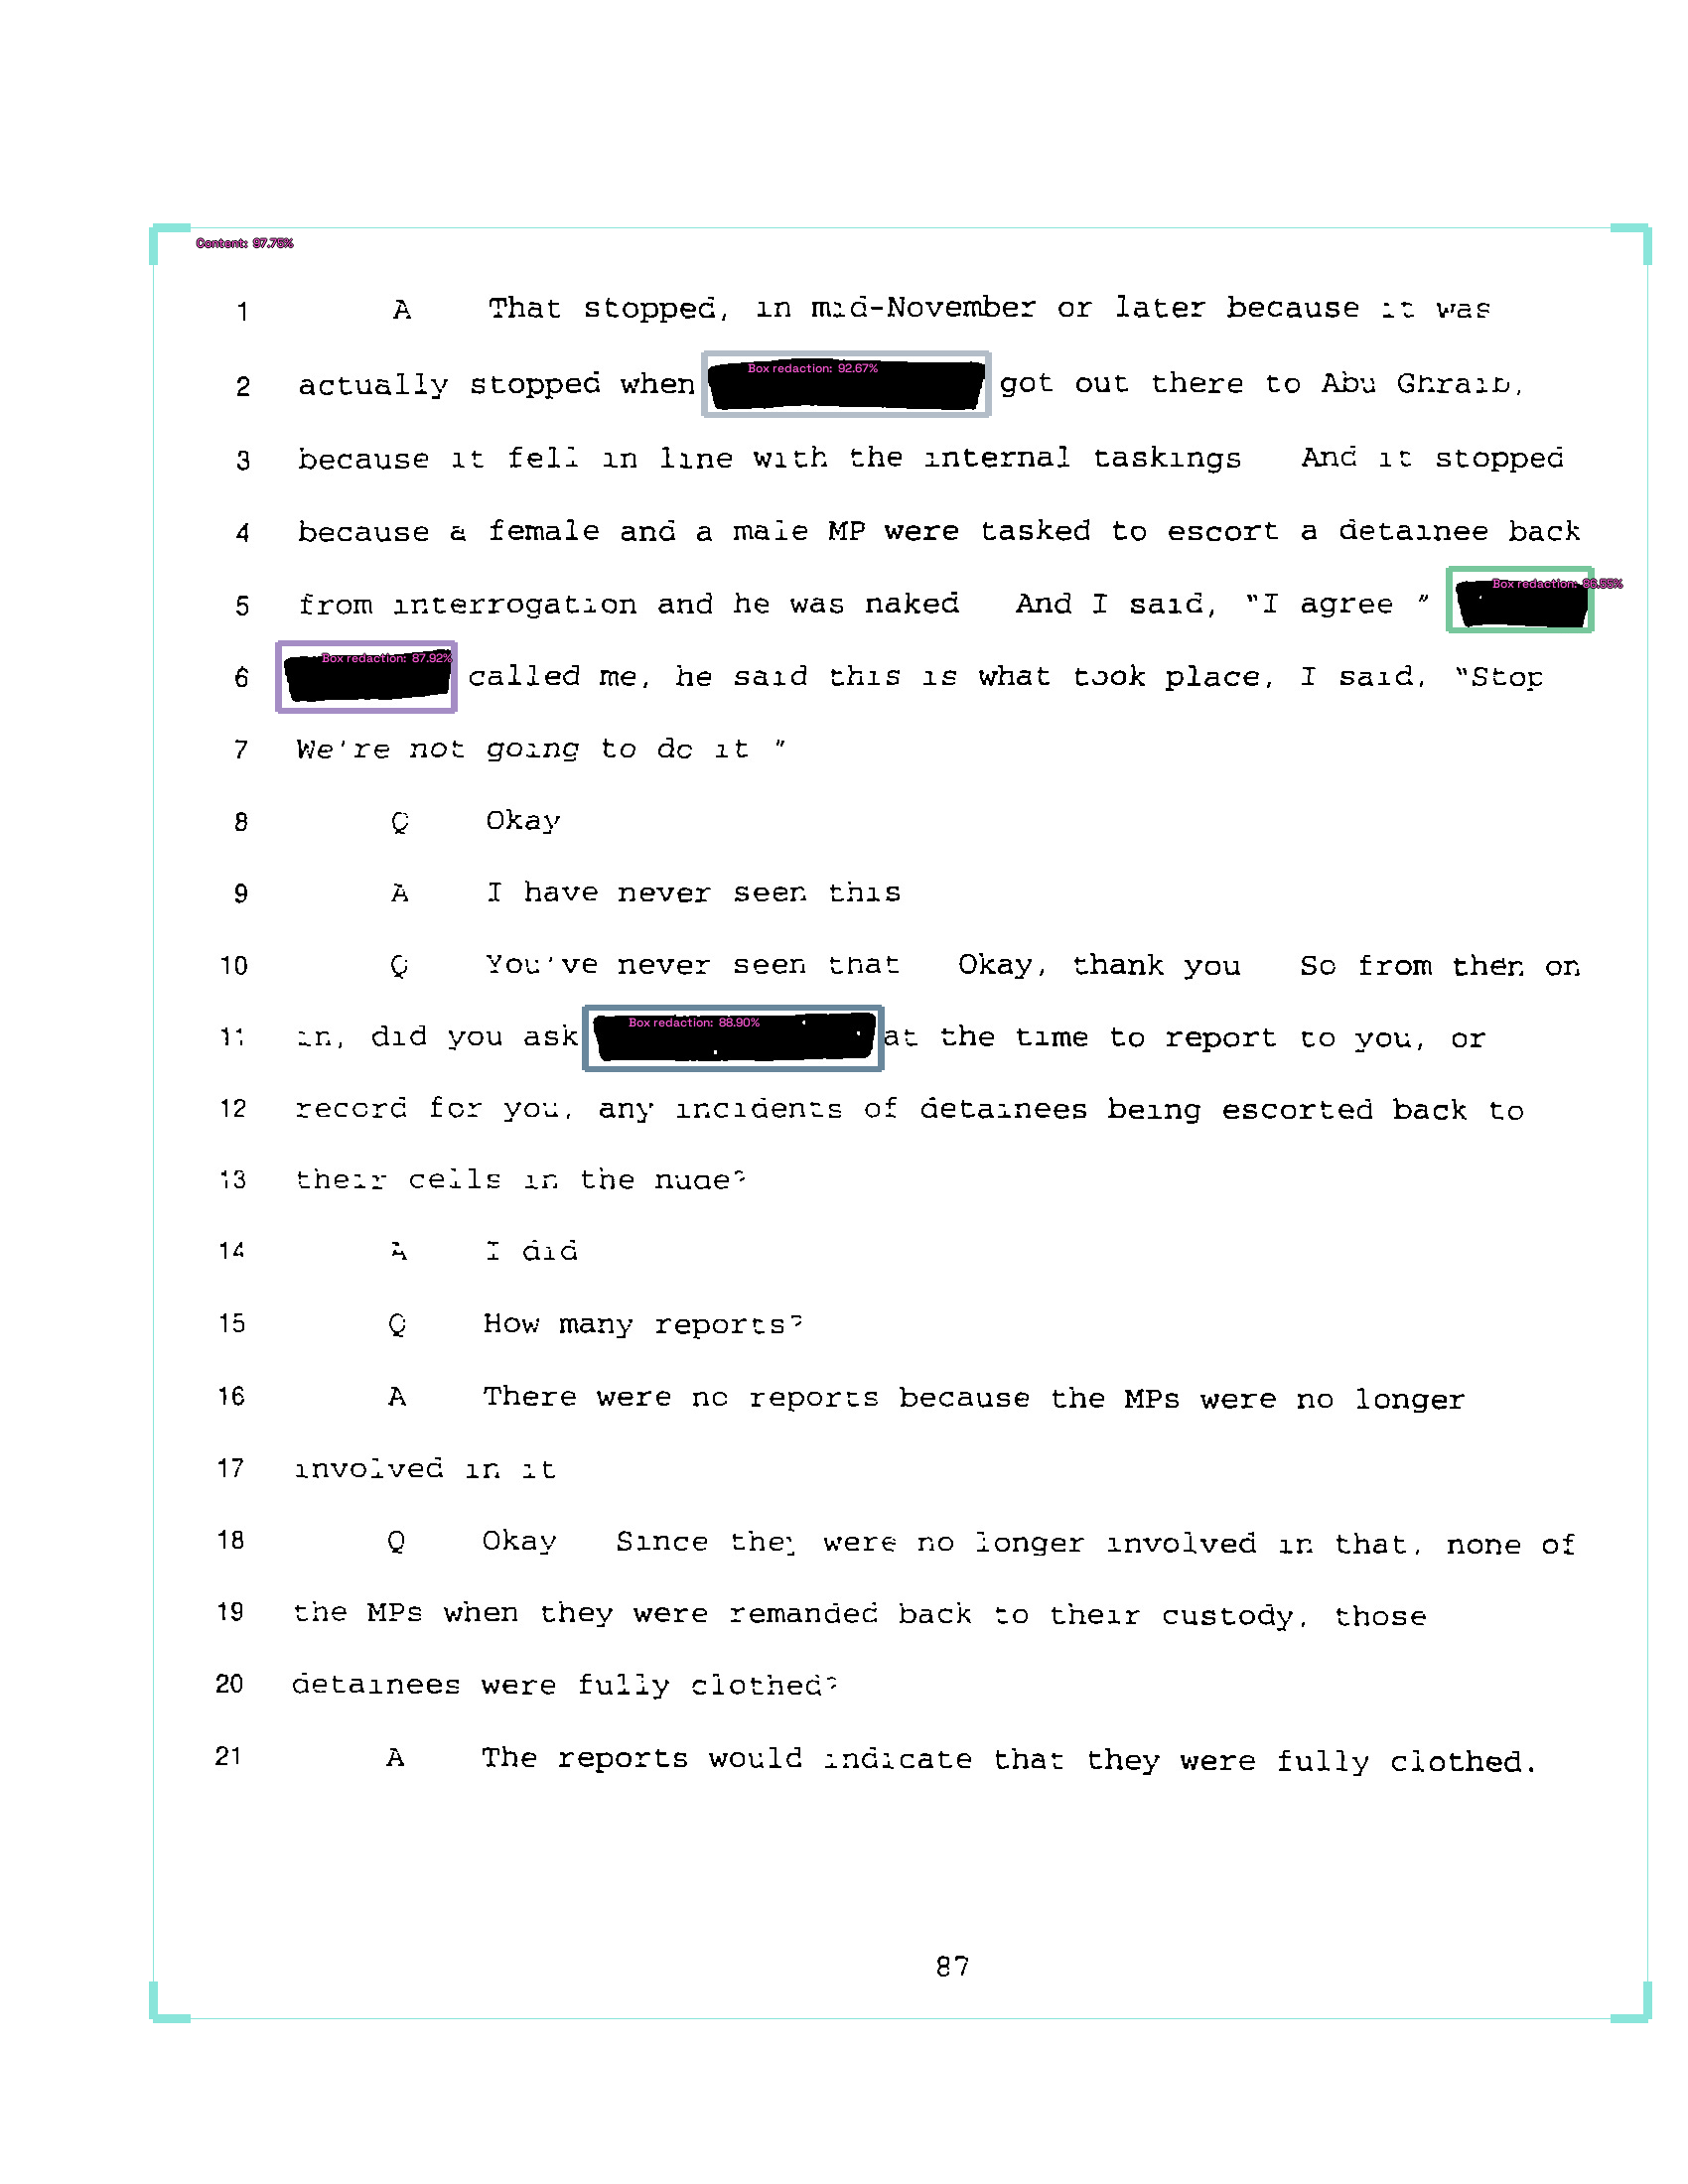 Content: 97.76%
1 A That stopped, in mid-November or later because it was
Box redaction: 92.67%
2 actually stopped when got out there to Abu Ghraib,
3 because it fell in line with the internal taskings And it stopped
4 because a female and a male MP were tasked to escort a detainee back
Box redaction: 86.55%
5 from interrogation and he was naked And I said, "I agree "
Box redaction: 87.92%
6 called me, he said this is what took place, I said, "Stop
7 We're not going to do it "
8 Q Okay
9 A I have never seen this
10 Q You've never seen that Okay, thank you So from then on
Box redaction: 88.90%
11 in, did you ask at the time to report to you, or
12 record for you, any incidents of detainees being escorted back to
13 their cells in the nude?
14 A I did
15 Q How many reports?
16 A There were no reports because the MPs were no longer
17 involved in it
18 Q Okay Since they were no longer involved in that, none of
19 the MPs when they were remanded back to their custody, those
20 detainees were fully clothed?
21 A The reports would indicate that they were fully clothed.
87